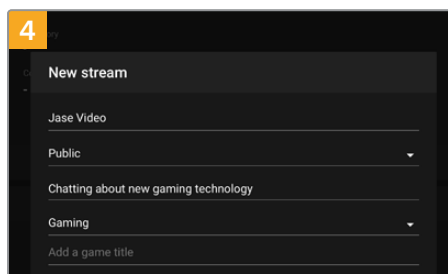 4
New stream
Jase Video
Public
Chatting about new gaming technology
Gaming
Add a game title